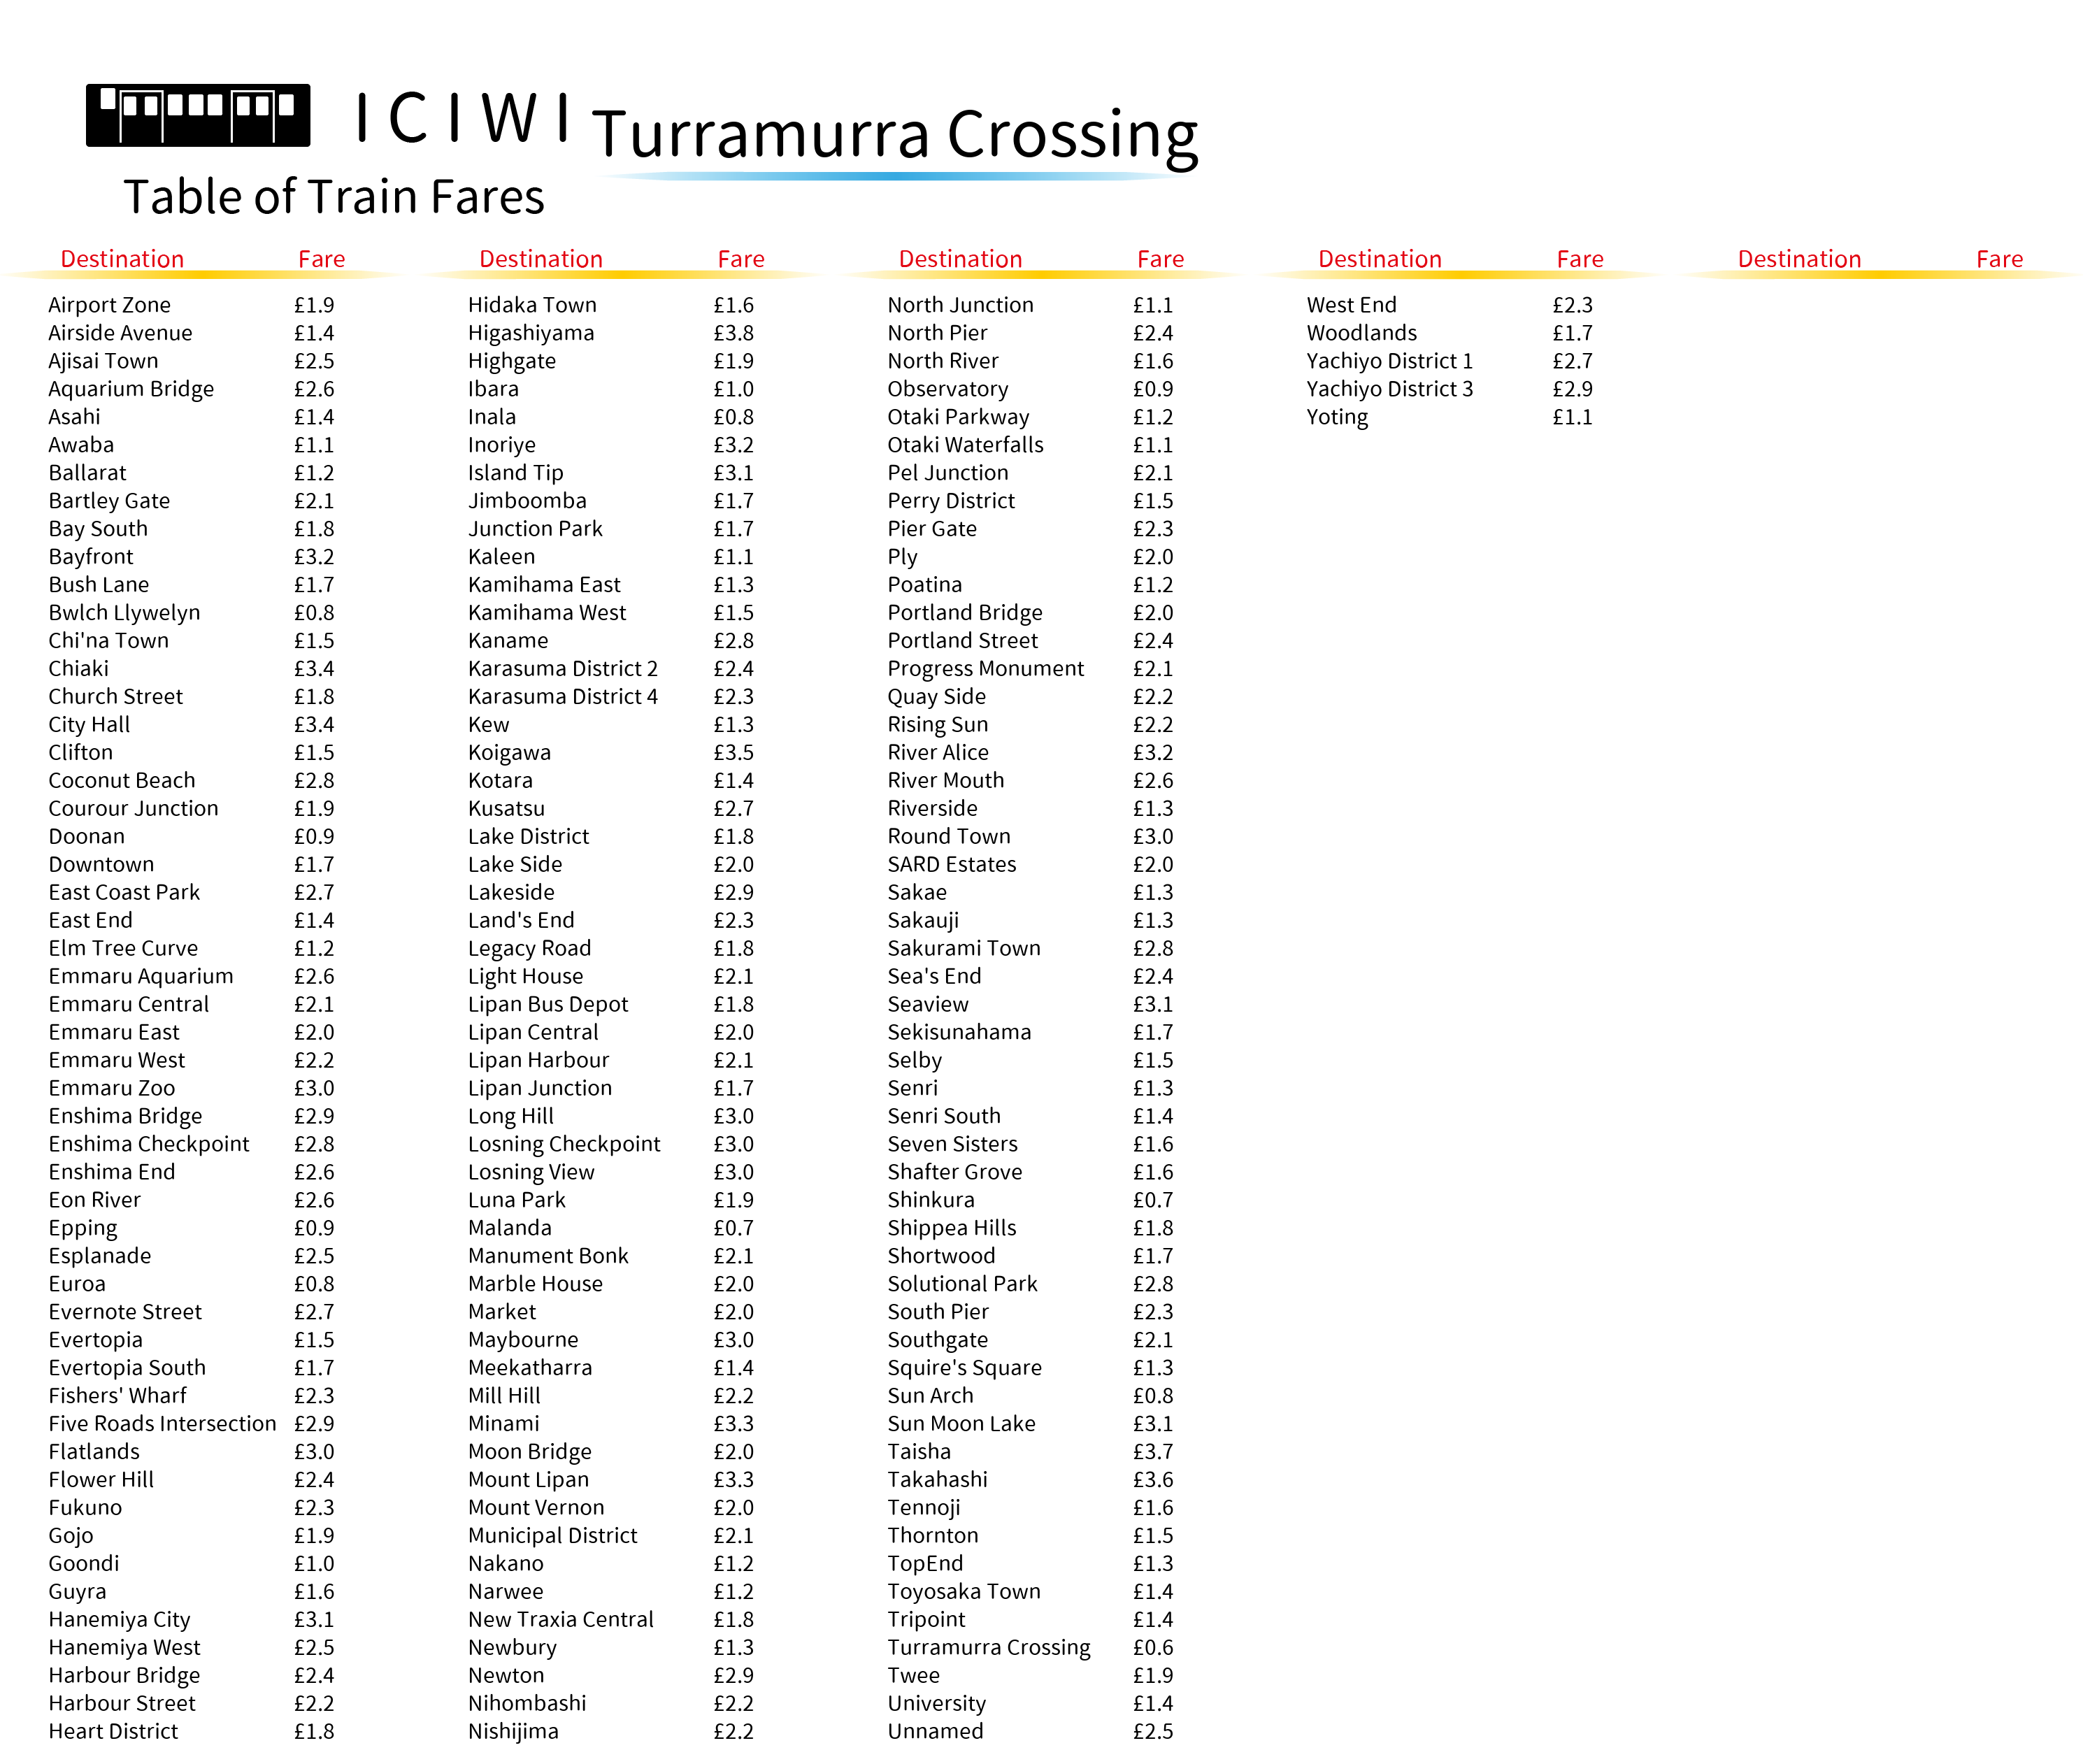 ICIWI Turramurra Crossing
Table of Train Fares
Destination Fare
Airport Zone £1.9
Airside Avenue £1.4
Ajisai Town £2.5
Aquarium Bridge £2.6
Asahi £1.4
Awaba £1.1
Ballarat £1.2
Bartley Gate £2.1
Bay South £1.8
Bayfront £3.2
Bush Lane £1.7
Bwlch Llywelyn £0.8
Chi'na Town £1.5
Chiaki £3.4
Church Street £1.8
City Hall £3.4
Clifton £1.5
Coconut Beach £2.8
Courour Junction £1.9
Doonan £0.9
Downtown £1.7
East Coast Park £2.7
East End £1.4
Elm Tree Curve £1.2
Emmaru Aquarium £2.6
Emmaru Central £2.1
Emmaru East £2.0
Emmaru West £2.2
Emmaru Zoo £3.0
Enshima Bridge £2.9
Enshima Checkpoint £2.8
Enshima End £2.6
Eon River £2.6
Epping £0.9
Esplanade £2.5
Euroa £0.8
Evernote Street £2.7
Evertopia £1.5
Evertopia South £1.7
Fishers' Wharf £2.3
Five Roads Intersection £2.9
Flatlands £3.0
Flower Hill £2.4
Fukuno £2.3
Gojo £1.9
Goondi £1.0
Guyra £1.6
Hanemiya City £3.1
Hanemiya West £2.5
Harbour Bridge £2.4
Harbour Street £2.2
Heart District £1.8
Destination Fare
Hidaka Town £1.6
Higashiyama £3.8
Highgate £1.9
Ibara £1.0
Inala £0.8
Inoriye £3.2
Island Tip £3.1
Jimboomba £1.7
Junction Park £1.7
Kaleen £1.1
Kamihama East £1.3
Kamihama West £1.5
Kaname £2.8
Karasuma District 2 £2.4
Karasuma District 4 £2.3
Kew £1.3
Koigawa £3.5
Kotara £1.4
Kusatsu £2.7
Lake District £1.8
Lake Side £2.0
Lakeside £2.9
Land's End £2.3
Legacy Road £1.8
Light House £2.1
Lipan Bus Depot £1.8
Lipan Central £2.0
Lipan Harbour £2.1
Lipan Junction £1.7
Long Hill £3.0
Losning Checkpoint £3.0
Losning View £3.0
Luna Park £1.9
Malanda £0.7
Manument Bonk £2.1
Marble House £2.0
Market £2.0
Maybourne £3.0
Meekatharra £1.4
Mill Hill £2.2
Minami £3.3
Moon Bridge £2.0
Mount Lipan £3.3
Mount Vernon £2.0
Municipal District £2.1
Nakano £1.2
Narwee £1.2
New Traxia Central £1.8
Newbury £1.3
Newton £2.9
Nihombashi £2.2
Nishijima £2.2
Destination Fare
North Junction £1.1
North Pier £2.4
North River £1.6
Observatory £0.9
Otaki Parkway £1.2
Otaki Waterfalls £1.1
Pel Junction £2.1
Perry District £1.5
Pier Gate £2.3
Ply £2.0
Poatina £1.2
Portland Bridge £2.0
Portland Street £2.4
Progress Monument £2.1
Quay Side £2.2
Rising Sun £2.2
River Alice £3.2
River Mouth £2.6
Riverside £1.3
Round Town £3.0
SARD Estates £2.0
Sakae £1.3
Sakauji £1.3
Sakurami Town £2.8
Sea's End £2.4
Seaview £3.1
Sekisunahama £1.7
Selby £1.5
Senri £1.3
Senri South £1.4
Seven Sisters £1.6
Shafter Grove £1.6
Shinkura £0.7
Shippea Hills £1.8
Shortwood £1.7
Solutional Park £2.8
South Pier £2.3
Southgate £2.1
Squire's Square £1.3
Sun Arch £0.8
Sun Moon Lake £3.1
Taisha £3.7
Takahashi £3.6
Tennoji £1.6
Thornton £1.5
TopEnd £1.3
Toyosaka Town £1.4
Tripoint £1.4
Turramurra Crossing £0.6
Twee £1.9
University £1.4
Unnamed £2.5
Destination Fare
West End £2.3
Woodlands £1.7
Yachiyo District 1 £2.7
Yachiyo District 3 £2.9
Yoting £1.1
Destination Fare